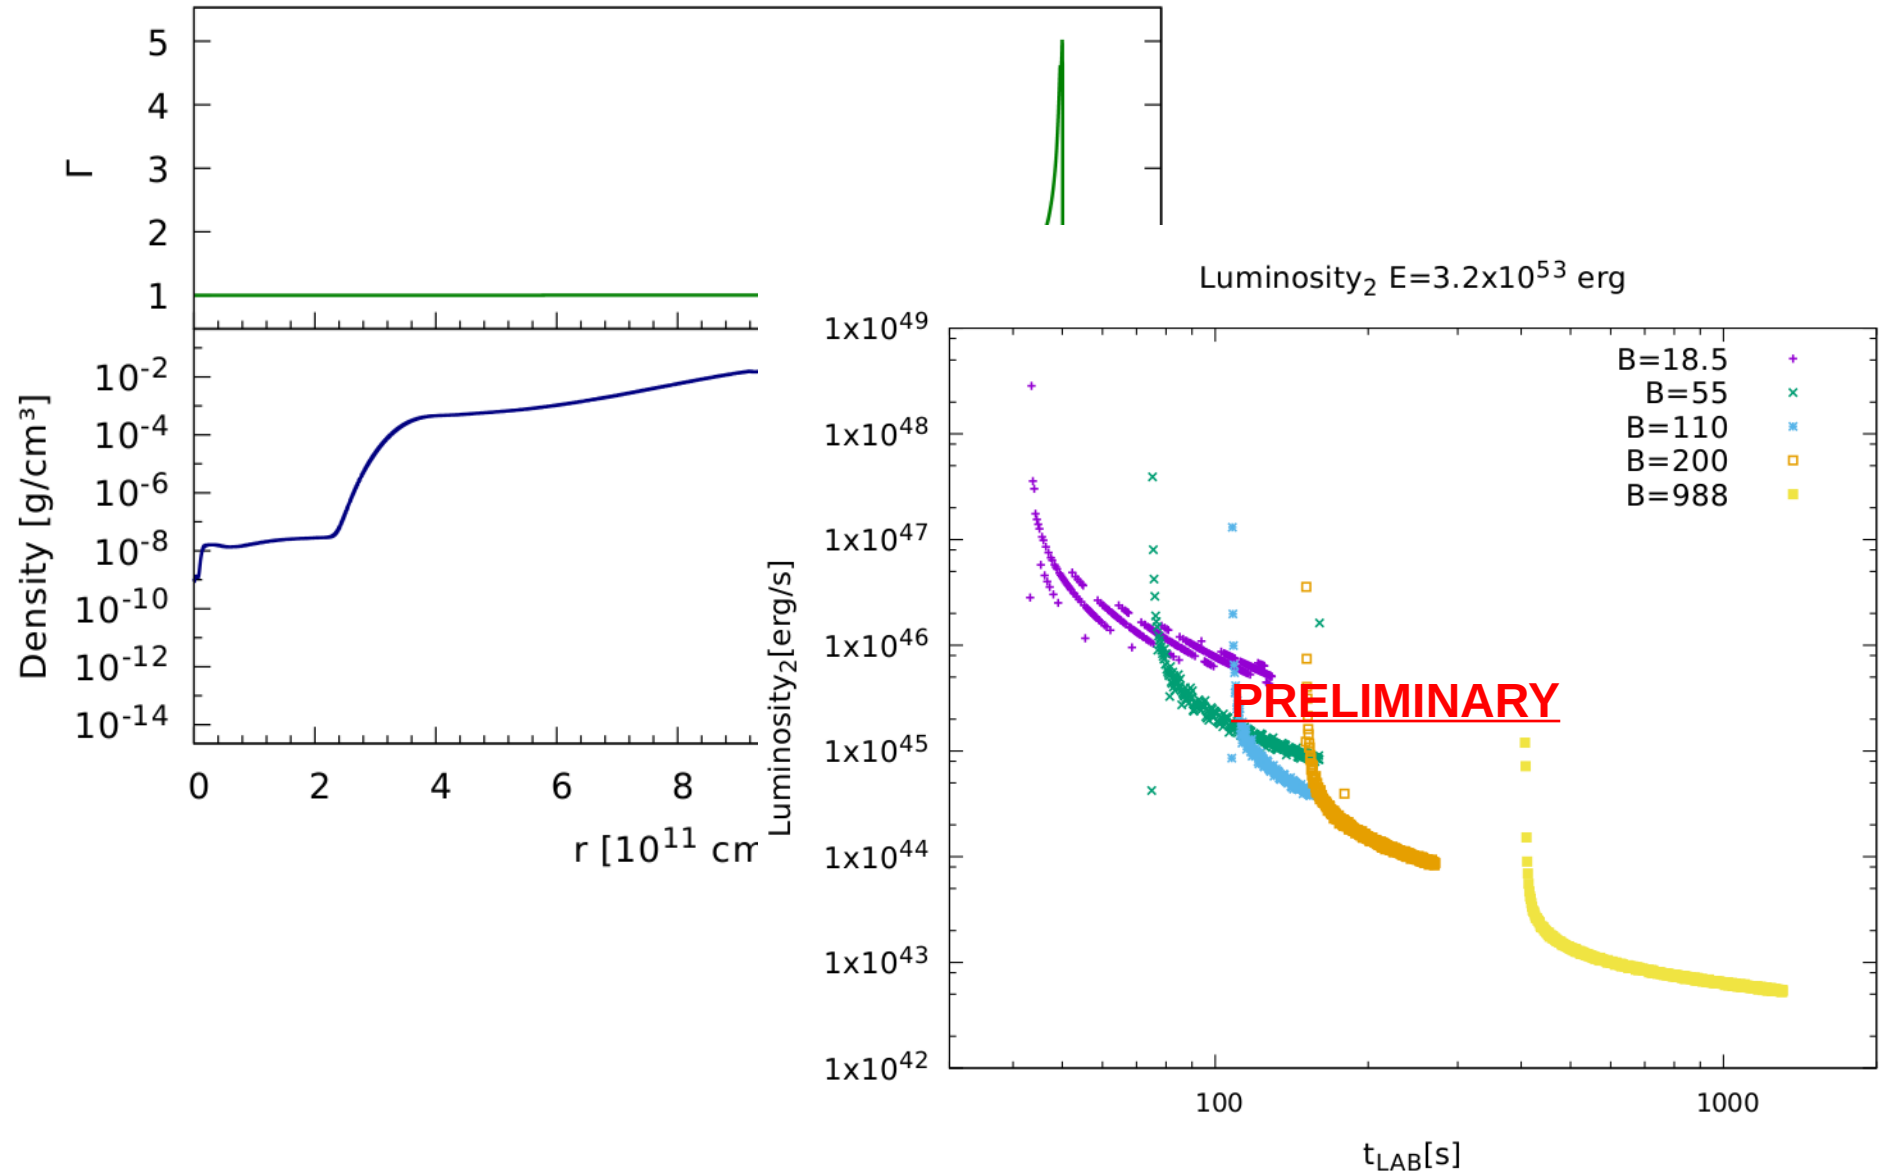 5
4
3
2
1
Γ
10⁻²
10⁻⁴
10⁻⁶
10⁻⁸
10⁻¹⁰
10⁻¹²
10⁻¹⁴
Density [g/cm³]
0 2 4 6 8
r [10¹¹ cm
Luminosity₂ E=3.2x10⁵³ erg
1x10⁴⁹
1x10⁴⁸
1x10⁴⁷
1x10⁴⁶
1x10⁴⁵
1x10⁴⁴
1x10⁴³
1x10⁴²
Luminosity₂[erg/s]
B=18.5
B=55
B=110
B=200
B=988
PRELIMINARY
100 1000
t_LAB[s]